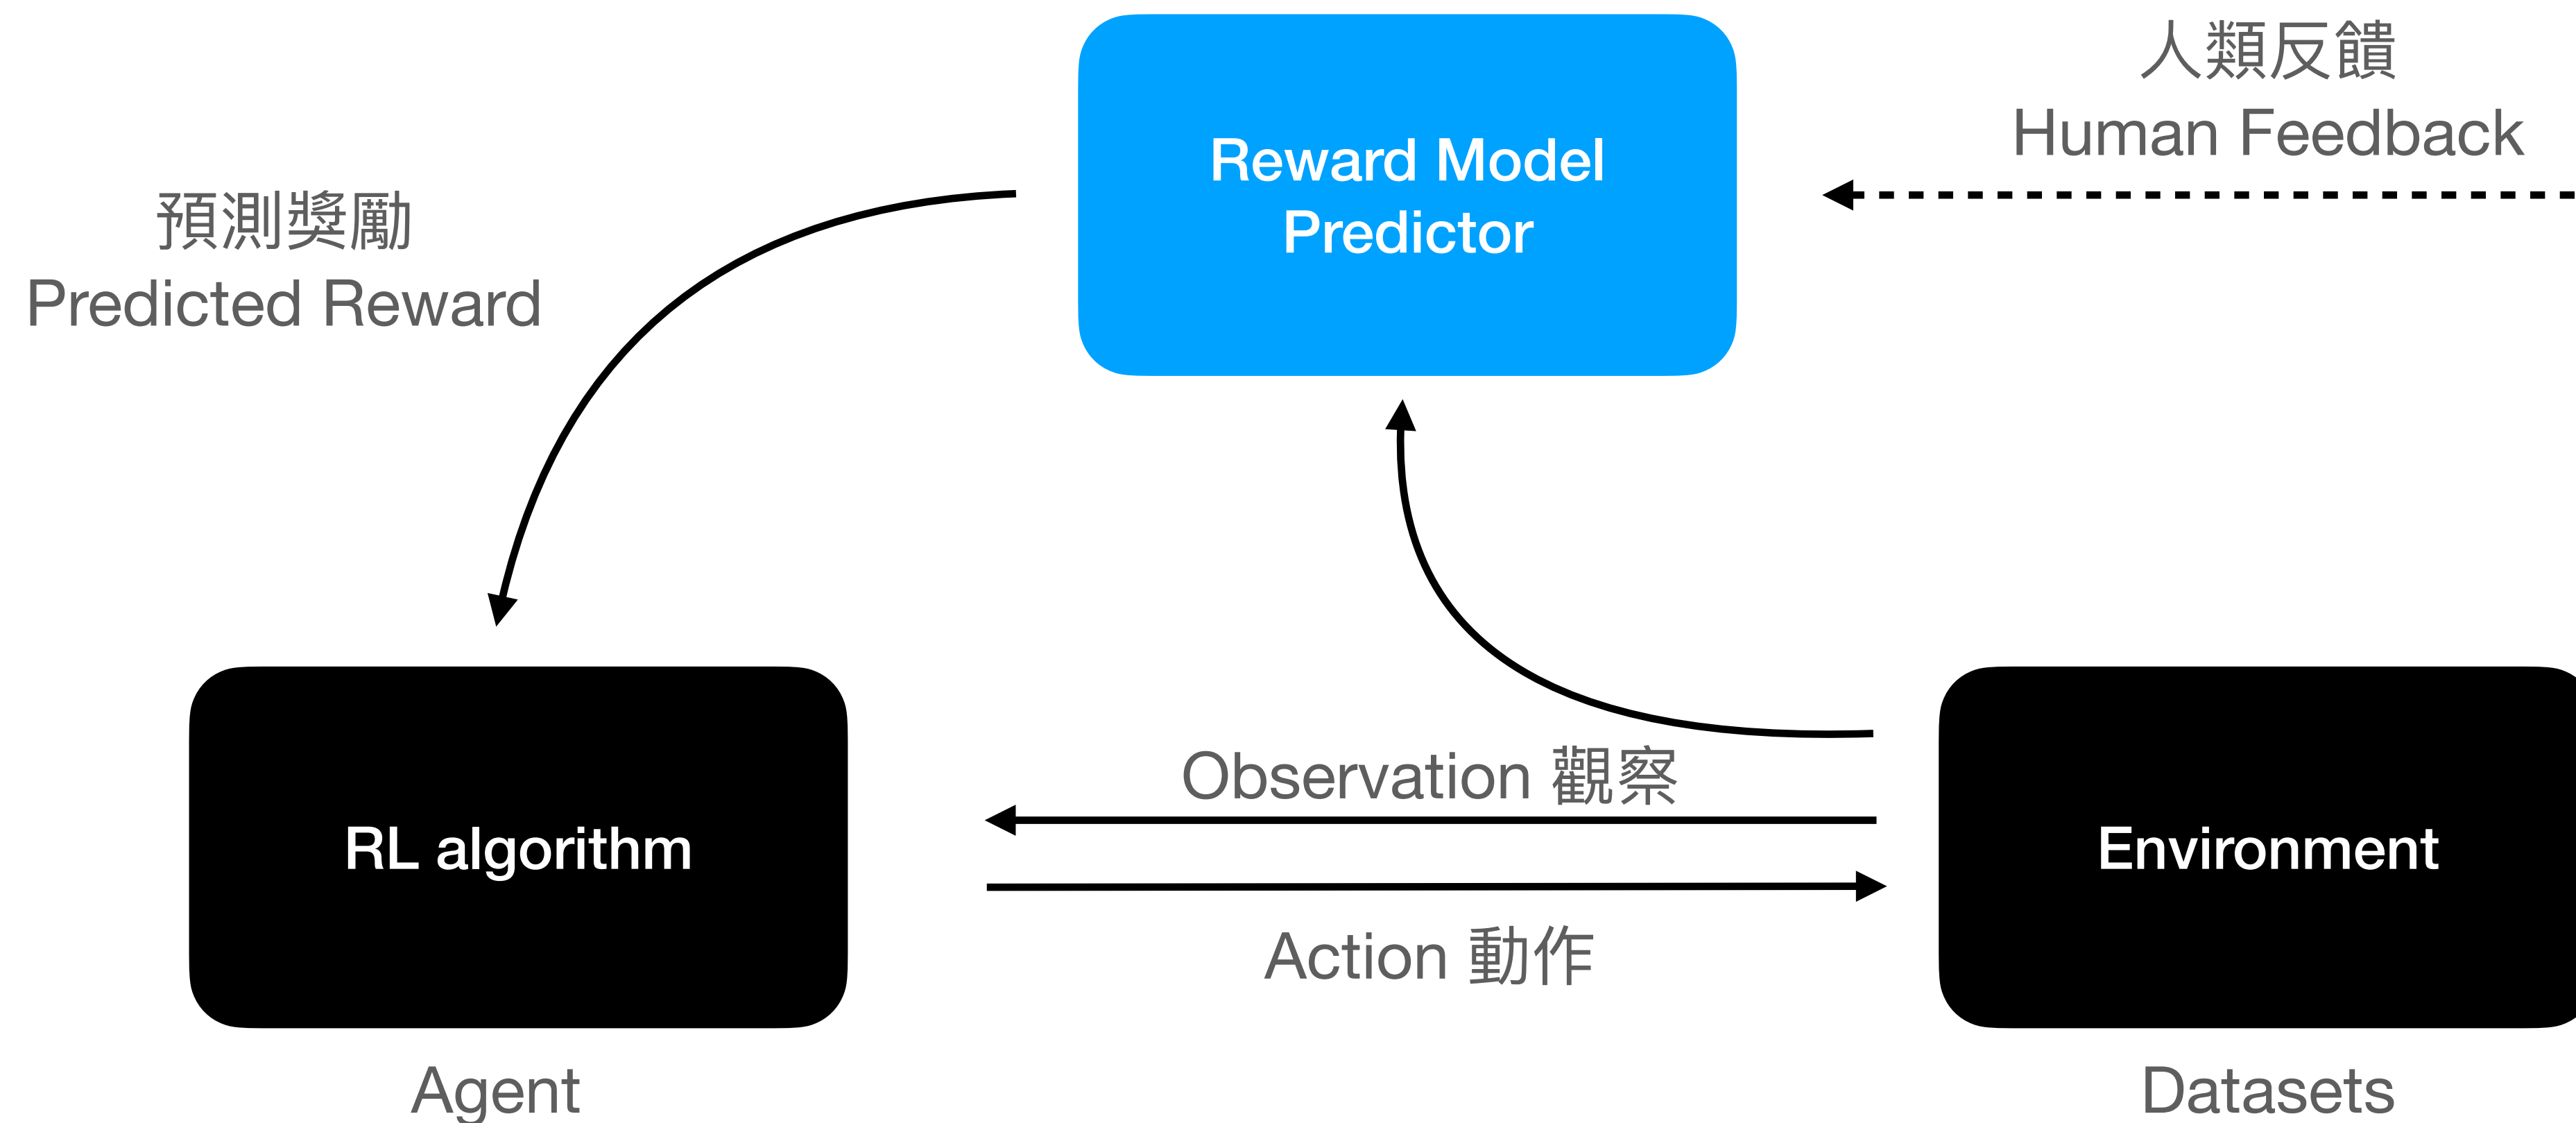 人類反饋
Human Feedback
Reward Model
Predictor
預測獎勵
Predicted Reward
Observation 觀察
RL algorithm
Environment
Action 動作
Agent
Datasets